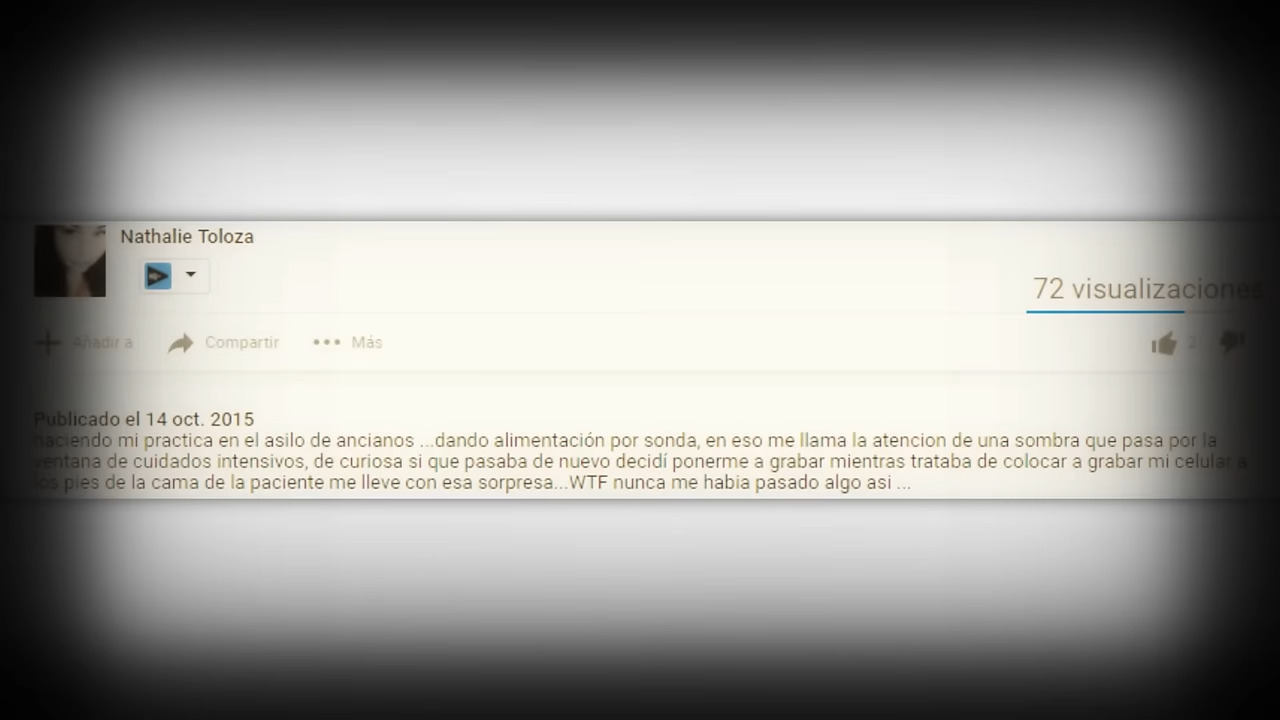 Nathalie Toloza
72 visualizaciones
Añadir a
Compartir
Más
2
Publicado el 14 oct. 2015
haciendo mi practica en el asilo de ancianos ...dando alimentación por sonda, en eso me llama la atencion de una sombra que pasa por la
ventana de cuidados intensivos, de curiosa si que pasaba de nuevo decidí ponerme a grabar mientras trataba de colocar a grabar mi celular a
los pies de la cama de la paciente me lleve con esa sorpresa...WTF nunca me habia pasado algo asi ...